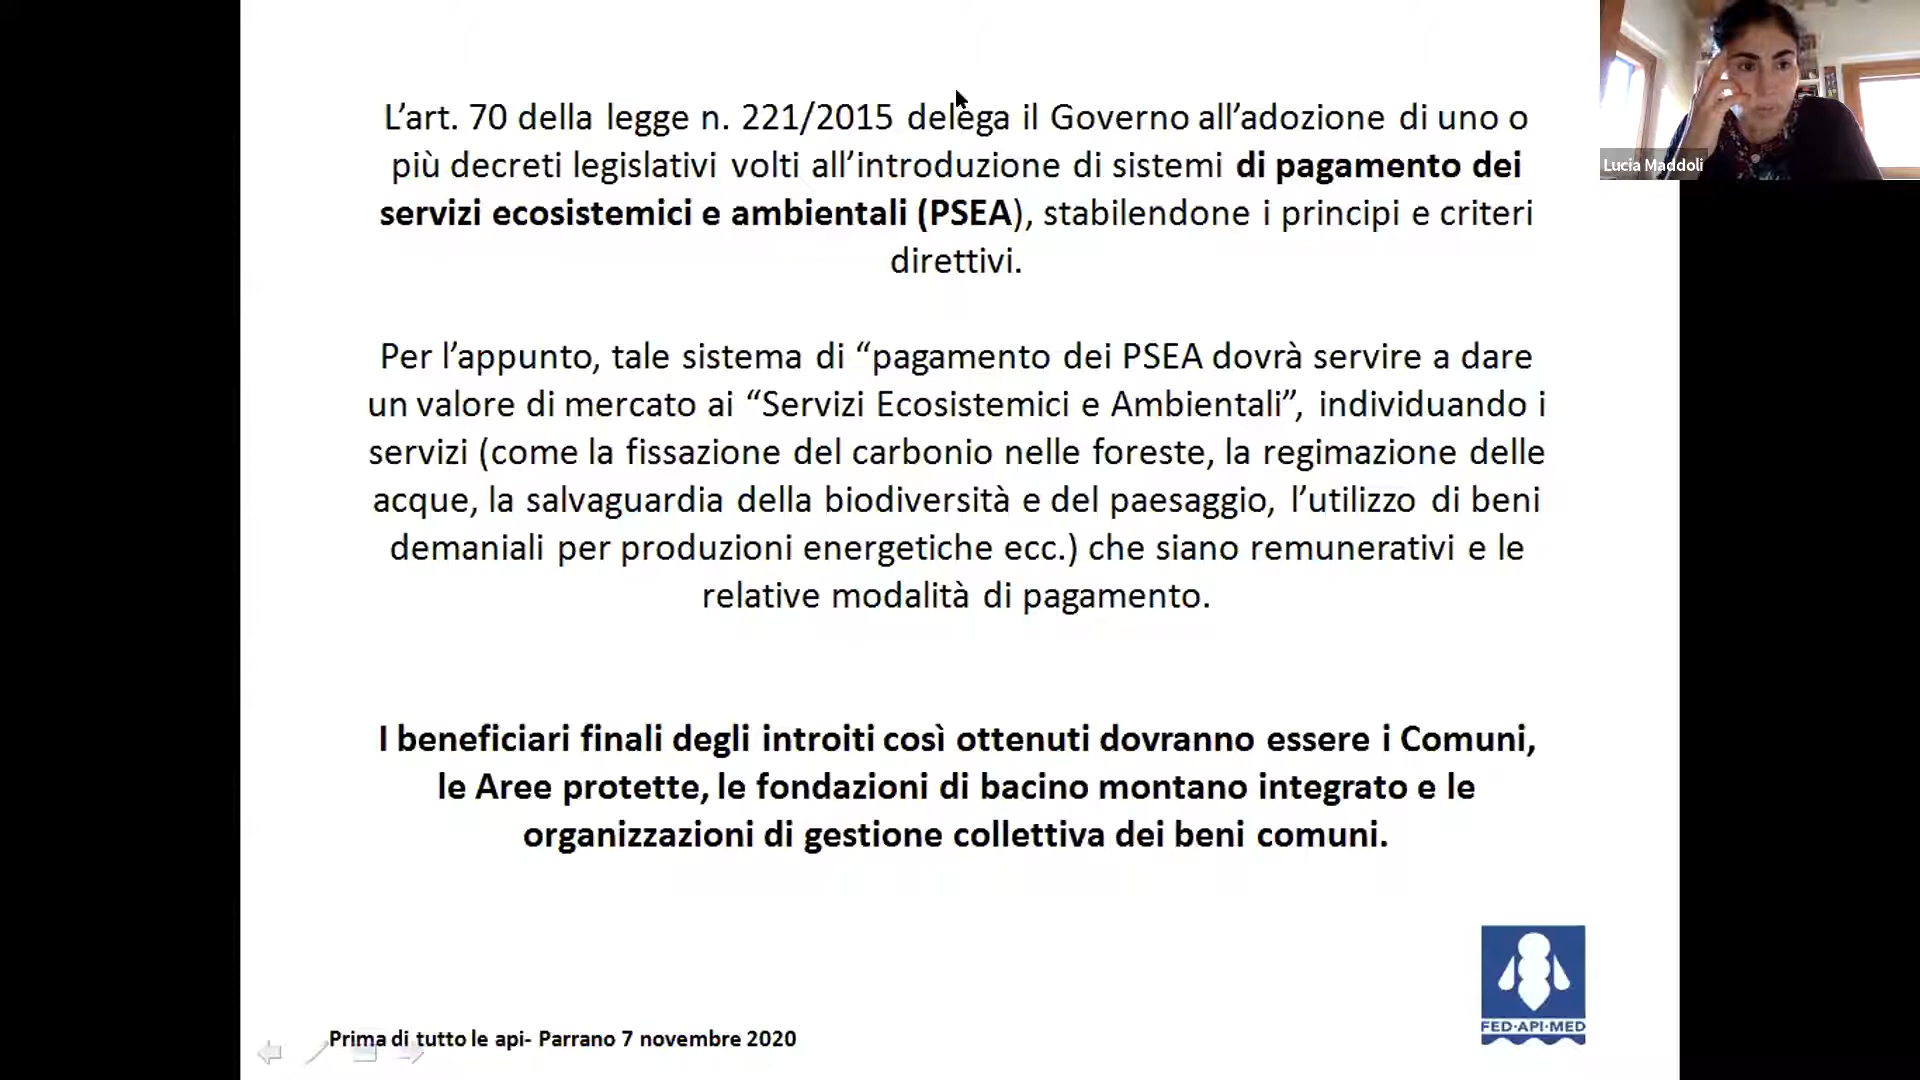 L’art. 70 della legge n. 221/2015 delega il Governo all’adozione di uno o
più decreti legislativi volti all’introduzione di sistemi di pagamento dei
servizi ecosistemici e ambientali (PSEA), stabilendone i principi e criteri
direttivi.
Per l’appunto, tale sistema di “pagamento dei PSEA dovrà servire a dare
un valore di mercato ai “Servizi Ecosistemici e Ambientali”, individuando i
servizi (come la fissazione del carbonio nelle foreste, la regimazione delle
acque, la salvaguardia della biodiversità e del paesaggio, l’utilizzo di beni
demaniali per produzioni energetiche ecc.) che siano remunerativi e le
relative modalità di pagamento.
I beneficiari finali degli introiti così ottenuti dovranno essere i Comuni,
le Aree protette, le fondazioni di bacino montano integrato e le
organizzazioni di gestione collettiva dei beni comuni.
Prima di tutto le api- Parrano 7 novembre 2020
FED·API·MED
Lucia Maddoli